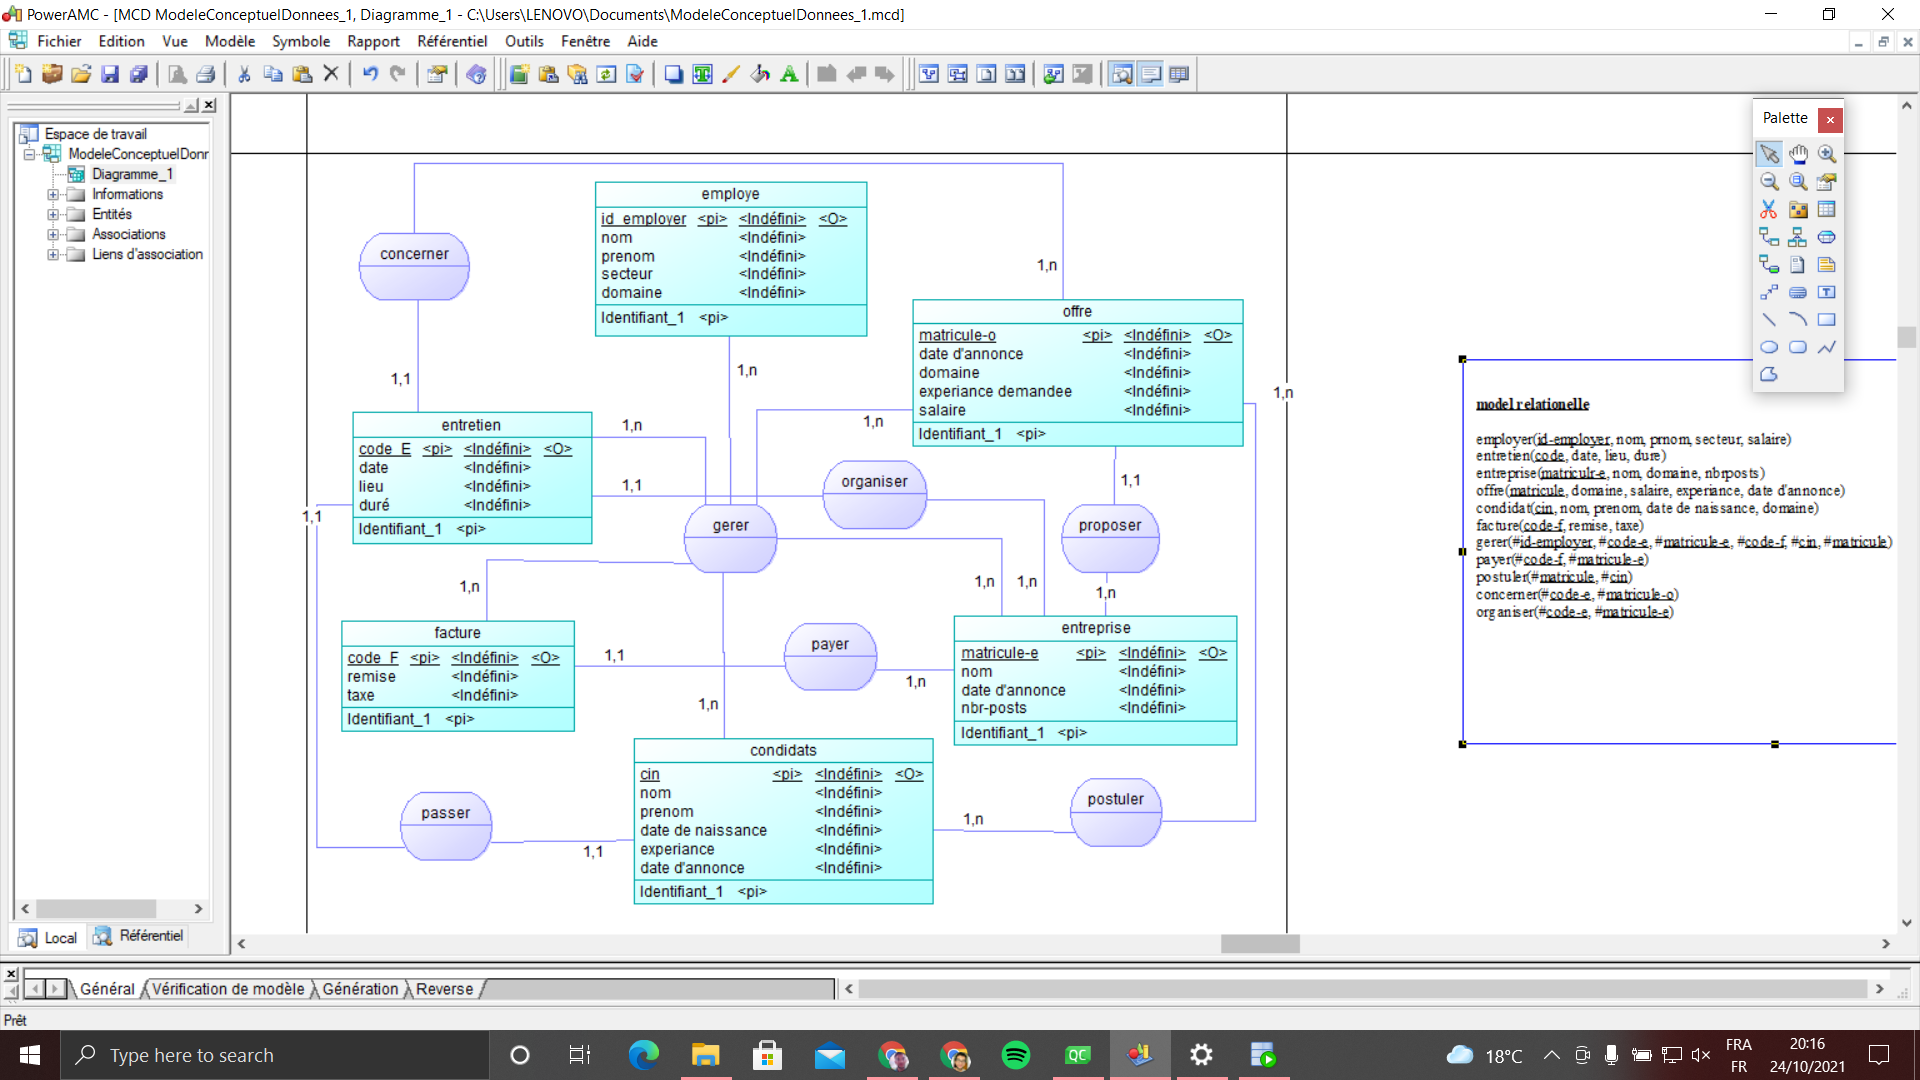 PowerAMC - [MCD ModeleConceptuelDonnees_1, Diagramme_1 - C:\Users\LENOVO\Documents\ModeleConceptuelDonnees_1.mcd]
Fichier Edition Vue Modèle Symbole Rapport Référentiel Outils Fenêtre Aide
Espace de travail
ModeleConceptuelDonr
Diagramme_1
Informations
Entités
Associations
Liens d'association
Local Référentiel
Palette
concerner
1,n
1,1
employe
id_employer <pi> <Indéfini> <O>
nom <Indéfini>
prenom <Indéfini>
secteur <Indéfini>
domaine <Indéfini>
Identifiant_1 <pi>
1,n
offre
matricule-o <pi> <Indéfini> <O>
date d'annonce <Indéfini>
domaine <Indéfini>
experiance demandee <Indéfini>
salaire <Indéfini>
Identifiant_1 <pi>
1,n
1,n
1,1
entretien
code_E <pi> <Indéfini> <O>
date <Indéfini>
lieu <Indéfini>
duré <Indéfini>
Identifiant_1 <pi>
1,n
1,1
1,1
organiser
gerer
proposer
1,n
1,n
1,n
1,n
facture
code_F <pi> <Indéfini> <O>
remise <Indéfini>
taxe <Indéfini>
Identifiant_1 <pi>
1,1
payer
1,n
1,n
entreprise
matricule-e <pi> <Indéfini> <O>
nom <Indéfini>
date d'annonce <Indéfini>
nbr-posts <Indéfini>
Identifiant_1 <pi>
condidats
cin <pi> <Indéfini> <O>
nom <Indéfini>
prenom <Indéfini>
date de naissance <Indéfini>
experiance <Indéfini>
date d'annonce <Indéfini>
Identifiant_1 <pi>
passer
1,1
1,n
postuler
model relationelle
employer(id-employer, nom, prnom, secteur, salaire)
entretien(code, date, lieu, dure)
entreprise(matriculr-e, nom, domaine, nbrposts)
offre(matricule, domaine, salaire, experiance, date d'annonce)
condidat(cin, nom, prenom, date de naissance, domaine)
facture(code-f, remise, taxe)
gerer(#id-employer, #code-e, #matricule-e, #code-f, #cin, #matricule)
payer(#code-f, #matricule-e)
postuler(#matricule, #cin)
concerner(#code-e, #matricule-o)
organiser(#code-e, #matricule-e)
Général Vérification de modèle Génération Reverse
Prêt
Type here to search
QC
18°C
FRA
FR
20:16
24/10/2021